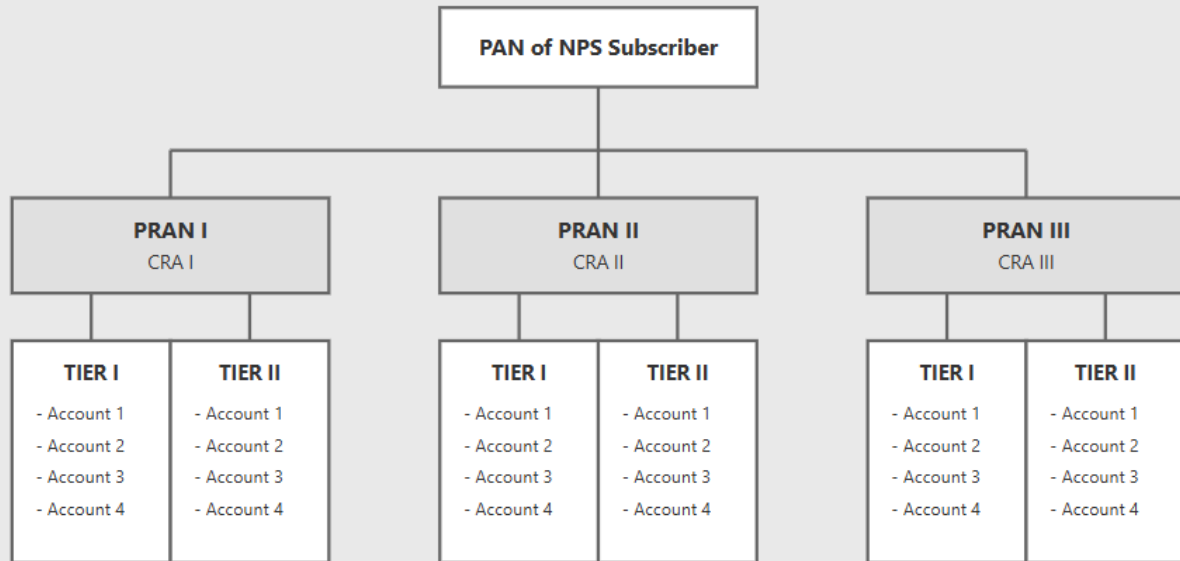 PAN of NPS Subscriber
PRAN I
CRA I
PRAN II
CRA II
PRAN III
CRA III
TIER I
- Account 1
- Account 2
- Account 3
- Account 4
TIER II
- Account 1
- Account 2
- Account 3
- Account 4
TIER I
- Account 1
- Account 2
- Account 3
- Account 4
TIER II
- Account 1
- Account 2
- Account 3
- Account 4
TIER I
- Account 1
- Account 2
- Account 3
- Account 4
TIER II
- Account 1
- Account 2
- Account 3
- Account 4